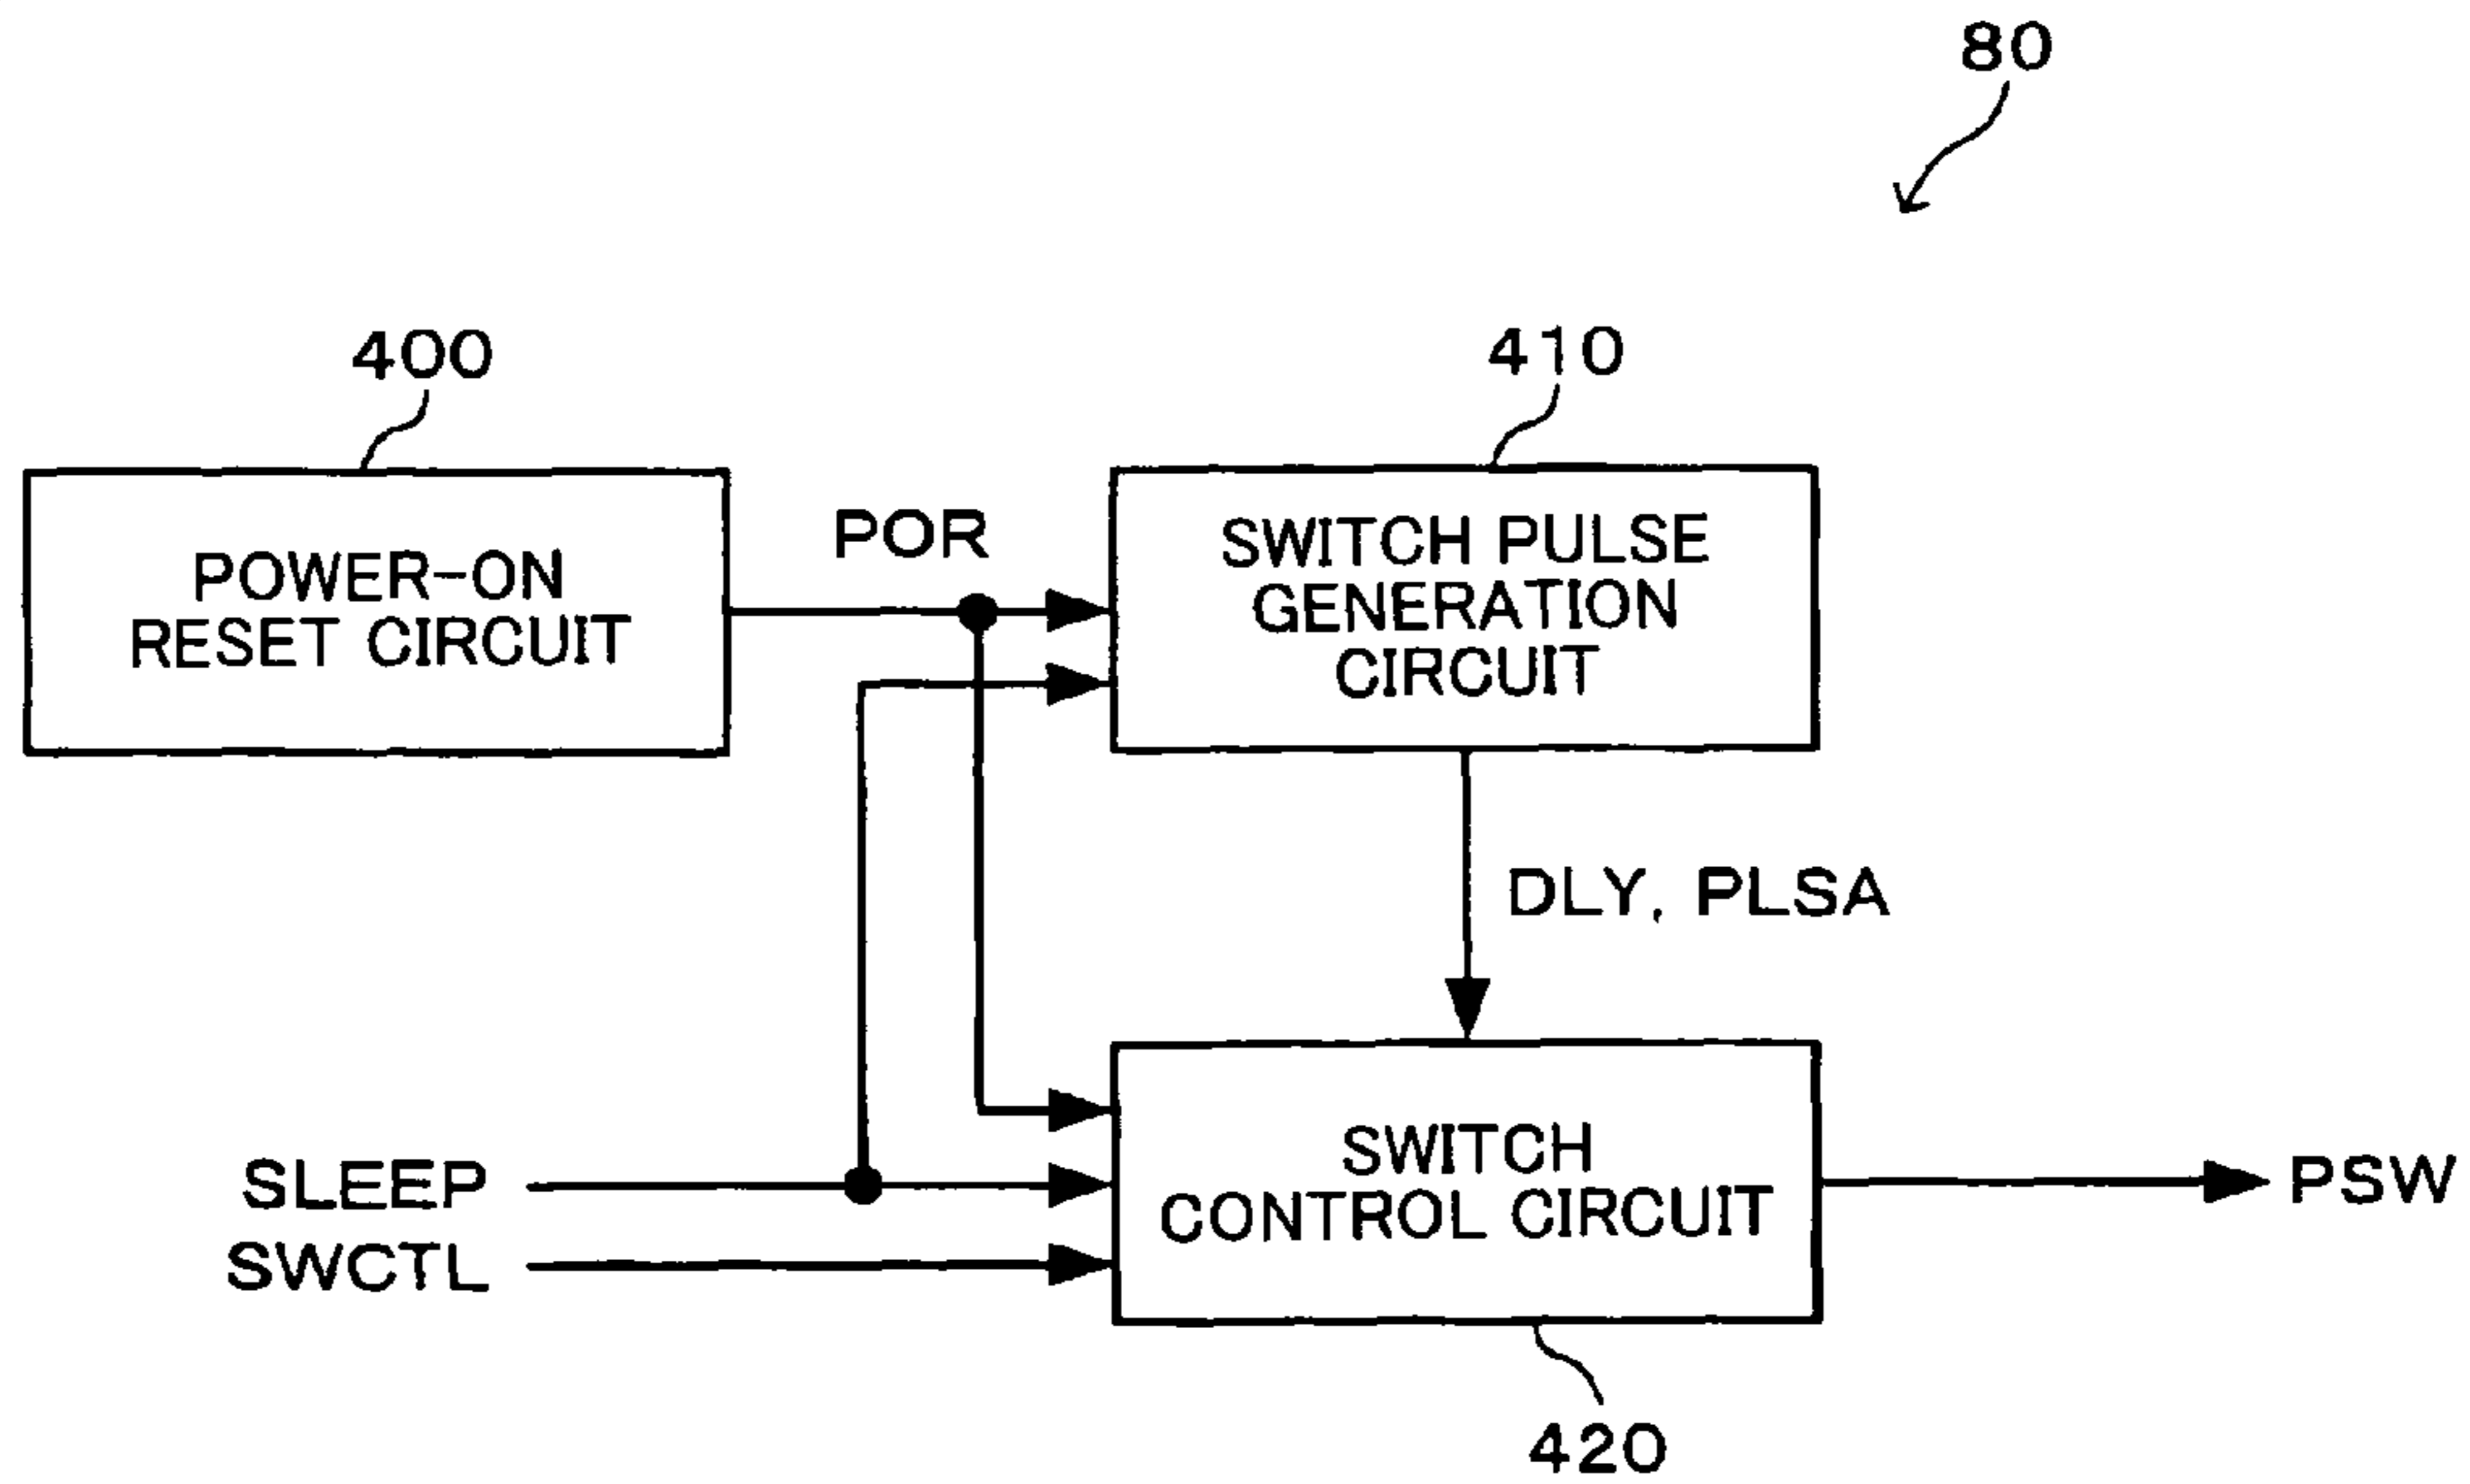 80
400
410
POWER-ON
RESET CIRCUIT
POR
SWITCH PULSE
GENERATION
CIRCUIT
DLY, PLSA
SLEEP
SWCTL
SWITCH
CONTROL CIRCUIT
PSW
420